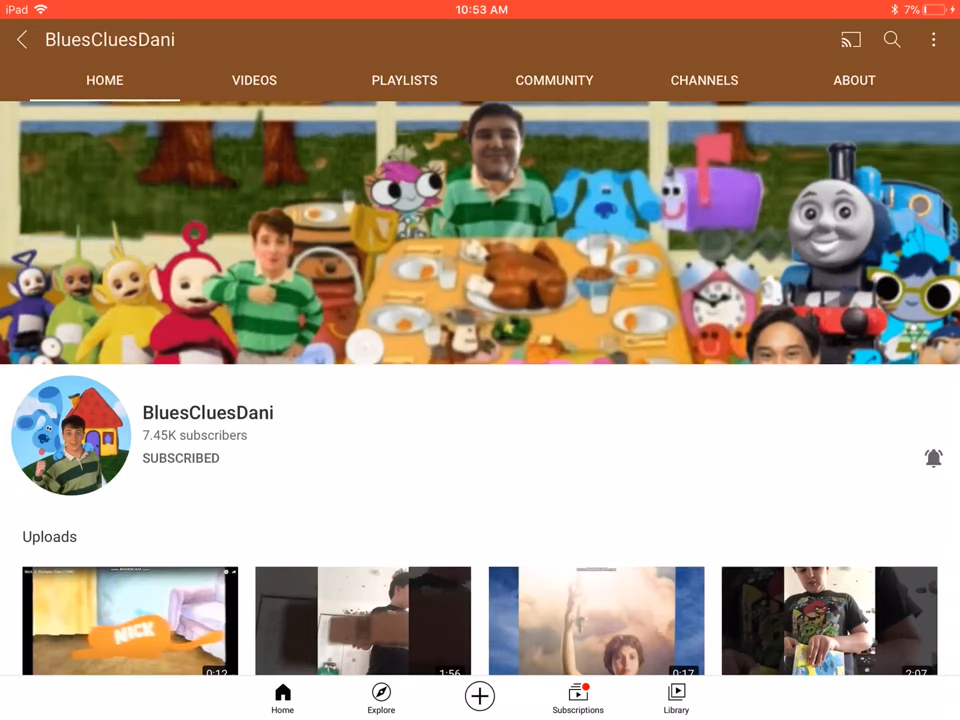 iPad 10:53 AM 7%
BluesCluesDani
HOME VIDEOS PLAYLISTS COMMUNITY CHANNELS ABOUT
BluesCluesDani
7.45K subscribers
SUBSCRIBED
Uploads
NICK
0:12 1:56 0:17 2:07
Home Explore Subscriptions Library